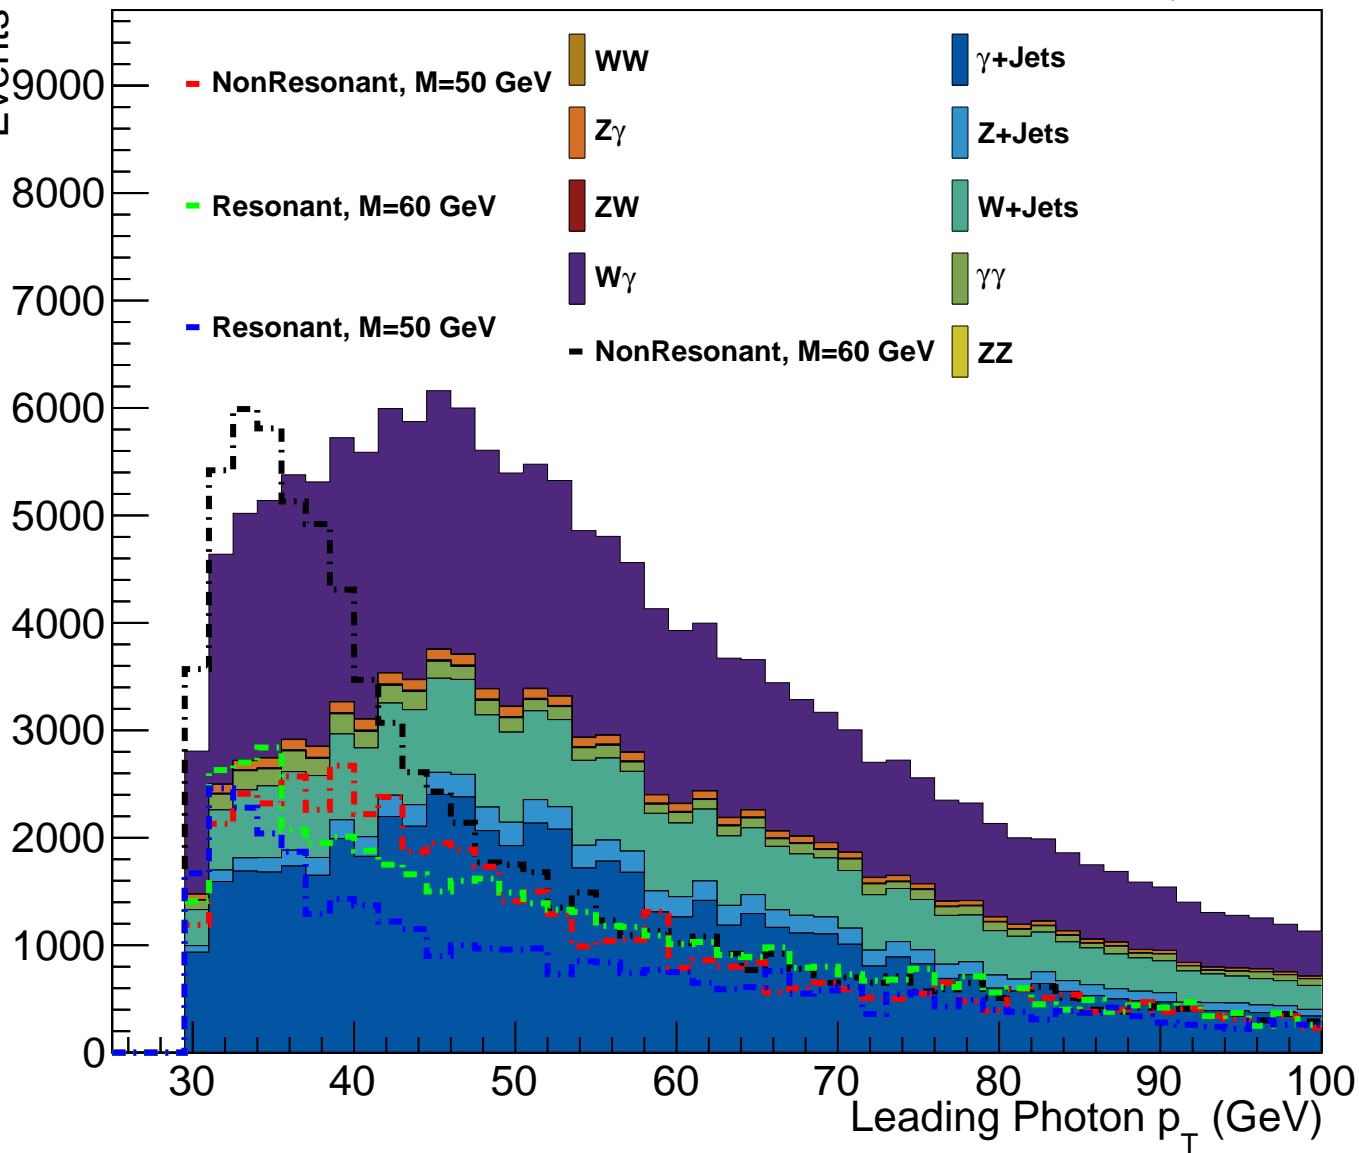 Events
9000
8000
7000
6000
5000
4000
3000
2000
1000
0
NonResonant, M=50 GeV
Resonant, M=60 GeV
Resonant, M=50 GeV
WW
Zγ
ZW
Wγ
NonResonant, M=60 GeV
γ+Jets
Z+Jets
W+Jets
γγ
ZZ
30 40 50 60 70 80 90 100
Leading Photon p_T (GeV)